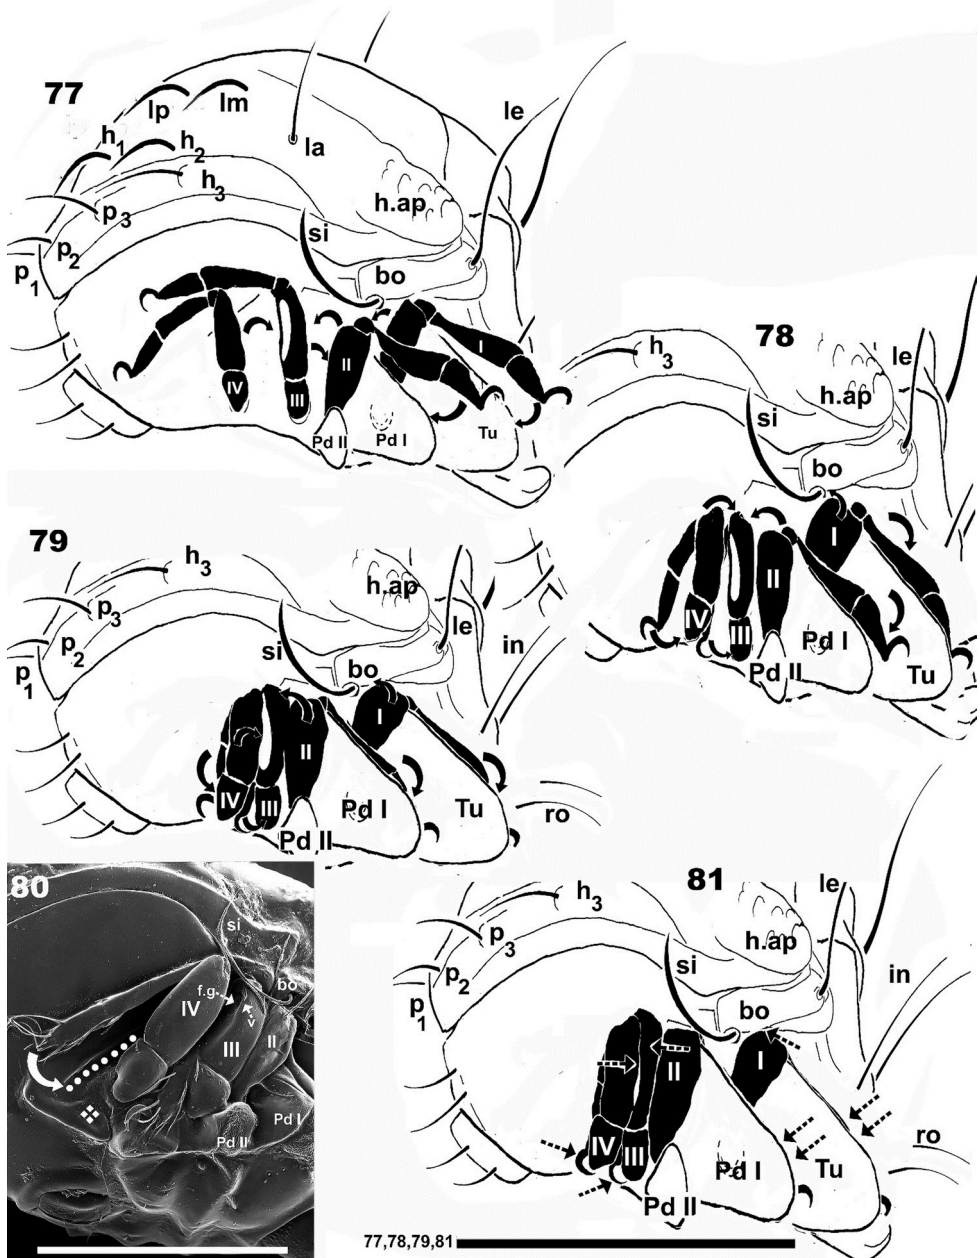 77
lp lm
la
le
h1
h2
h3
h.ap
p3
p2
p1
si
bo
I
II
III
IV
Pd II
Pd I
Tu
78
h3
le
h.ap
si
bo
I
II
III
IV
Pd I
Pd II
Tu
79
h3
h.ap
p3
p2
p1
le
in
si
bo
I
II
III
IV
Pd I
Pd II
Tu
ro
80
si
bo
f.g
v
IV
III
II
Pd I
Pd II
81
le
h3
p3
h.ap
p2
si
in
p1
bo
I
II
III
IV
Pd I
Pd II
Tu
ro
77,78,79,81